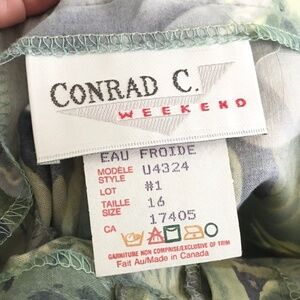 CONRAD C.
WEEKEND
EAU FROIDE
MODÈLE
STYLE U4324
LOT #1
TAILLE
SIZE 16
CA 17405
GARNITURE NON COMPRISE/EXCLUSIVE OF TRIM
Fait Au/Made in Canada